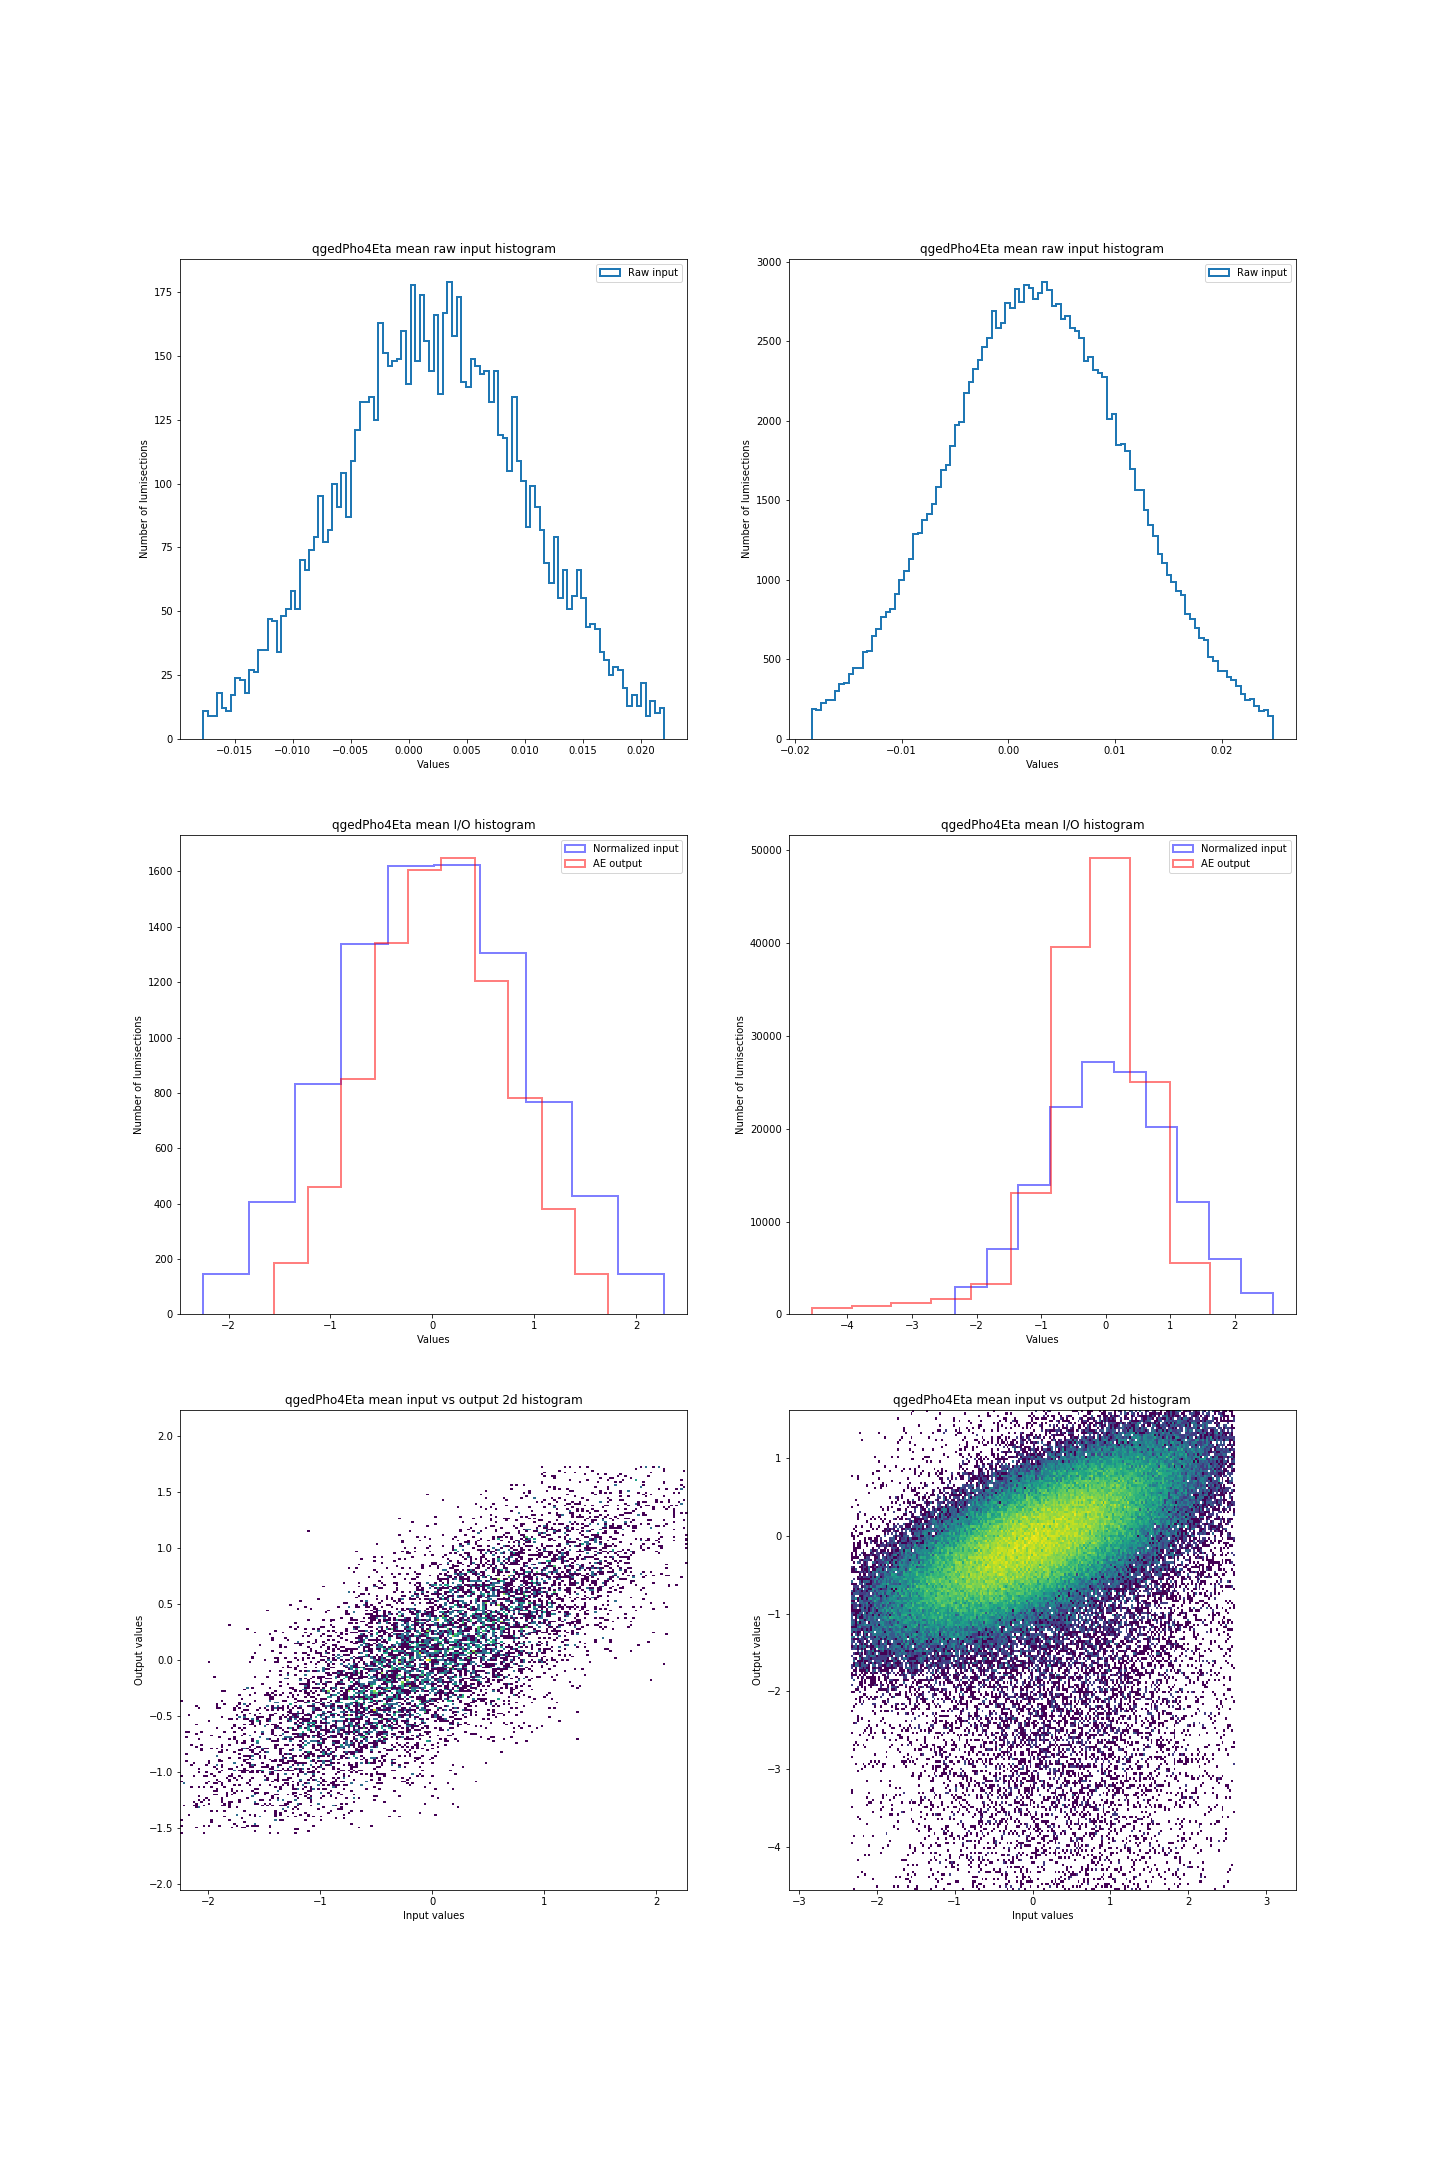 qgedPho4Eta mean raw input histogram
Raw input
175
150
125
100
75
50
25
0
Number of lumisections
−0.015 −0.010 −0.005 0.000 0.005 0.010 0.015 0.020
Values
qgedPho4Eta mean raw input histogram
Raw input
3000
2500
2000
1500
1000
500
0
Number of lumisections
−0.02 −0.01 0.00 0.01 0.02
Values
qgedPho4Eta mean I/O histogram
Normalized input
AE output
1600
1400
1200
1000
800
600
400
200
0
Number of lumisections
−2 −1 0 1 2
Values
qgedPho4Eta mean I/O histogram
Normalized input
AE output
50000
40000
30000
20000
10000
0
Number of lumisections
−4 −3 −2 −1 0 1 2
Values
qgedPho4Eta mean input vs output 2d histogram
2.0
1.5
1.0
0.5
0.0
−0.5
−1.0
−1.5
−2.0
Output values
−2 −1 0 1 2
Input values
qgedPho4Eta mean input vs output 2d histogram
1
0
−1
−2
−3
−4
Output values
−3 −2 −1 0 1 2 3
Input values